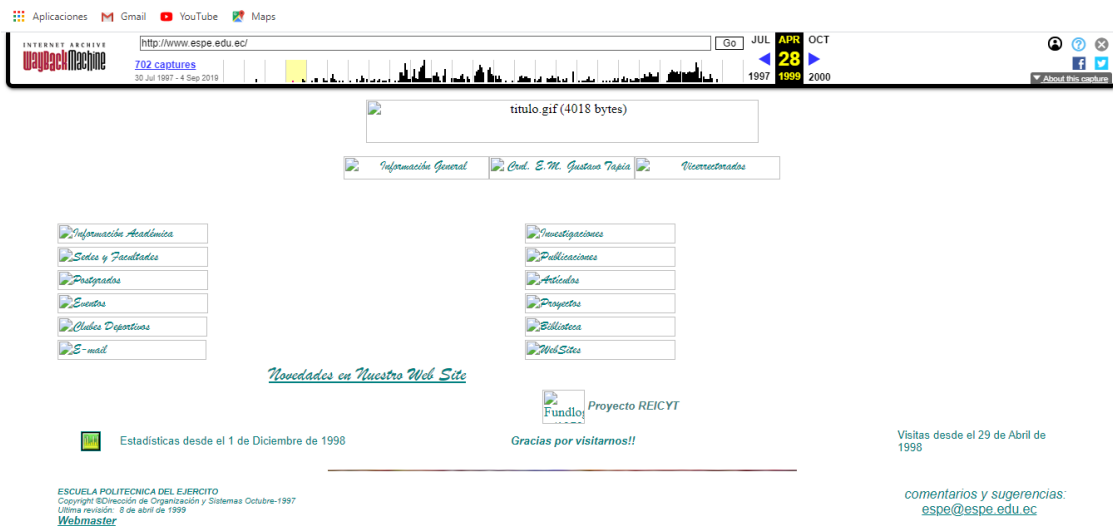 Aplicaciones Gmail YouTube Maps
INTERNET ARCHIVE
WayBackMachine
http://www.espe.edu.ec/ Go
702 captures
30 Jul 1997 - 4 Sep 2019
JUL APR OCT
28
1997 1999 2000
About this capture
titulo.gif (4018 bytes)
Información General Crnl. E.M. Gustavo Tapia Vicerrectorados
Información Académica
Sedes y Facultades
Postgrados
Eventos
Clubes Deportivos
E-mail
Investigaciones
Publicaciones
Artículos
Proyectos
Biblioteca
WebSites
Novedades en Nuestro Web Site
Proyecto REICYT
Estadísticas desde el 1 de Diciembre de 1998
Gracias por visitarnos!!
Visitas desde el 29 de Abril de
1998
ESCUELA POLITECNICA DEL EJERCITO
Copyright ©Dirección de Organización y Sistemas Octubre-1997
Ultima revisión: 8 de abril de 1999
Webmaster
comentarios y sugerencias:
espe@espe.edu.ec